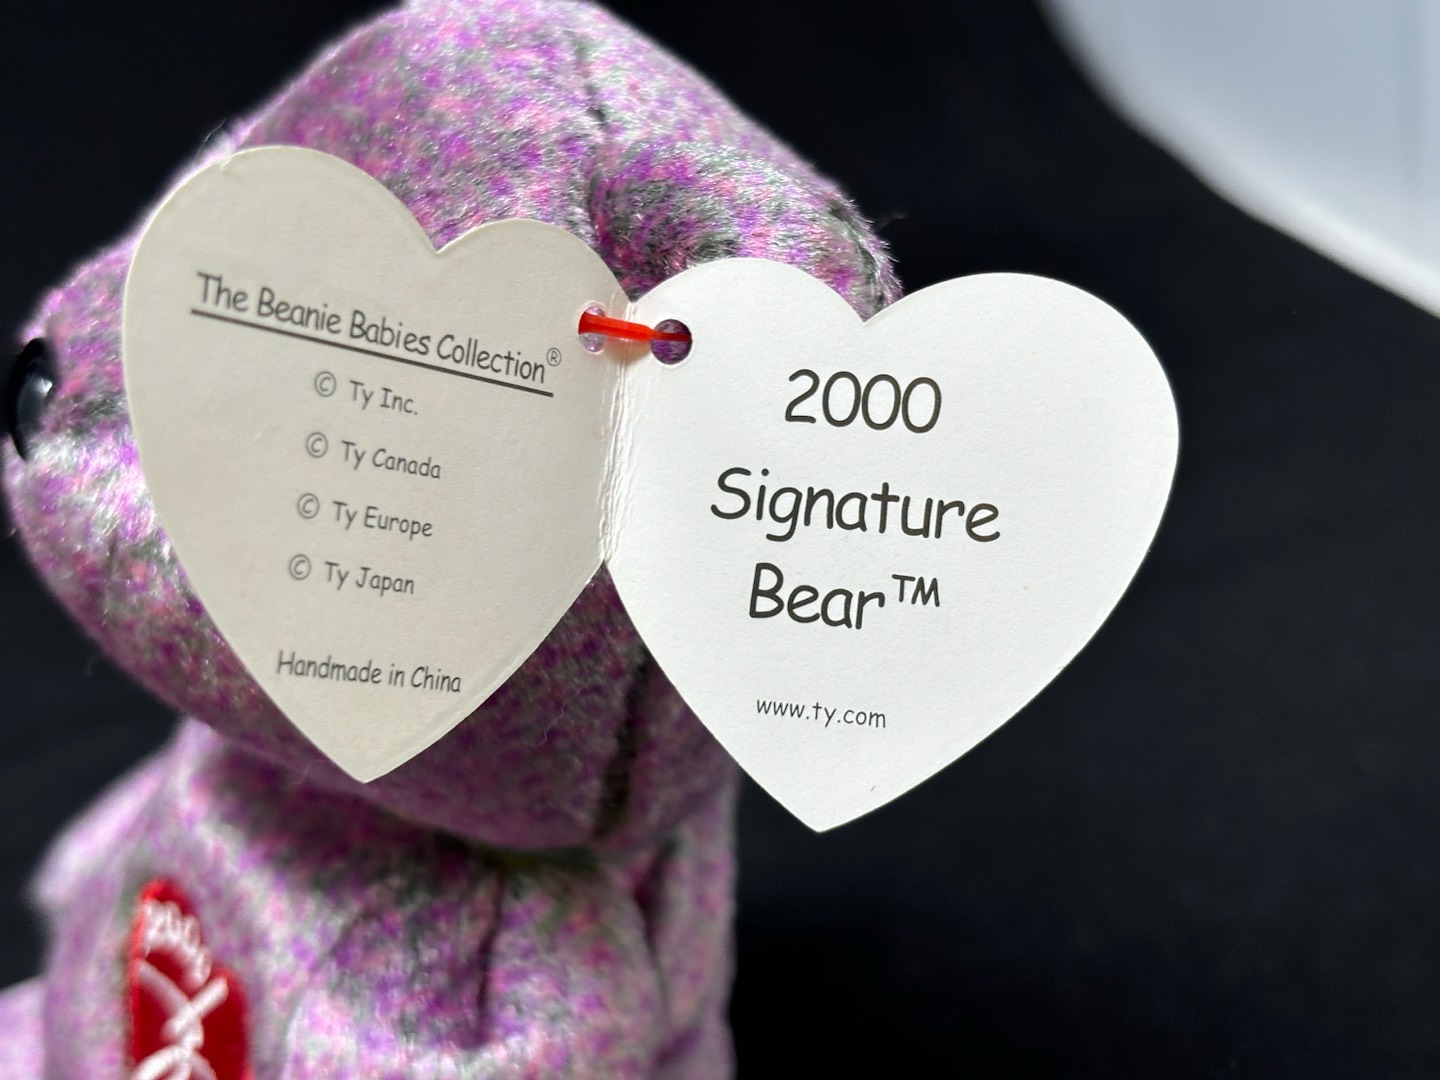 The Beanie Babies Collection®
© Ty Inc.
© Ty Canada
© Ty Europe
© Ty Japan
Handmade in China
2000
Signature
Bear™
www.ty.com